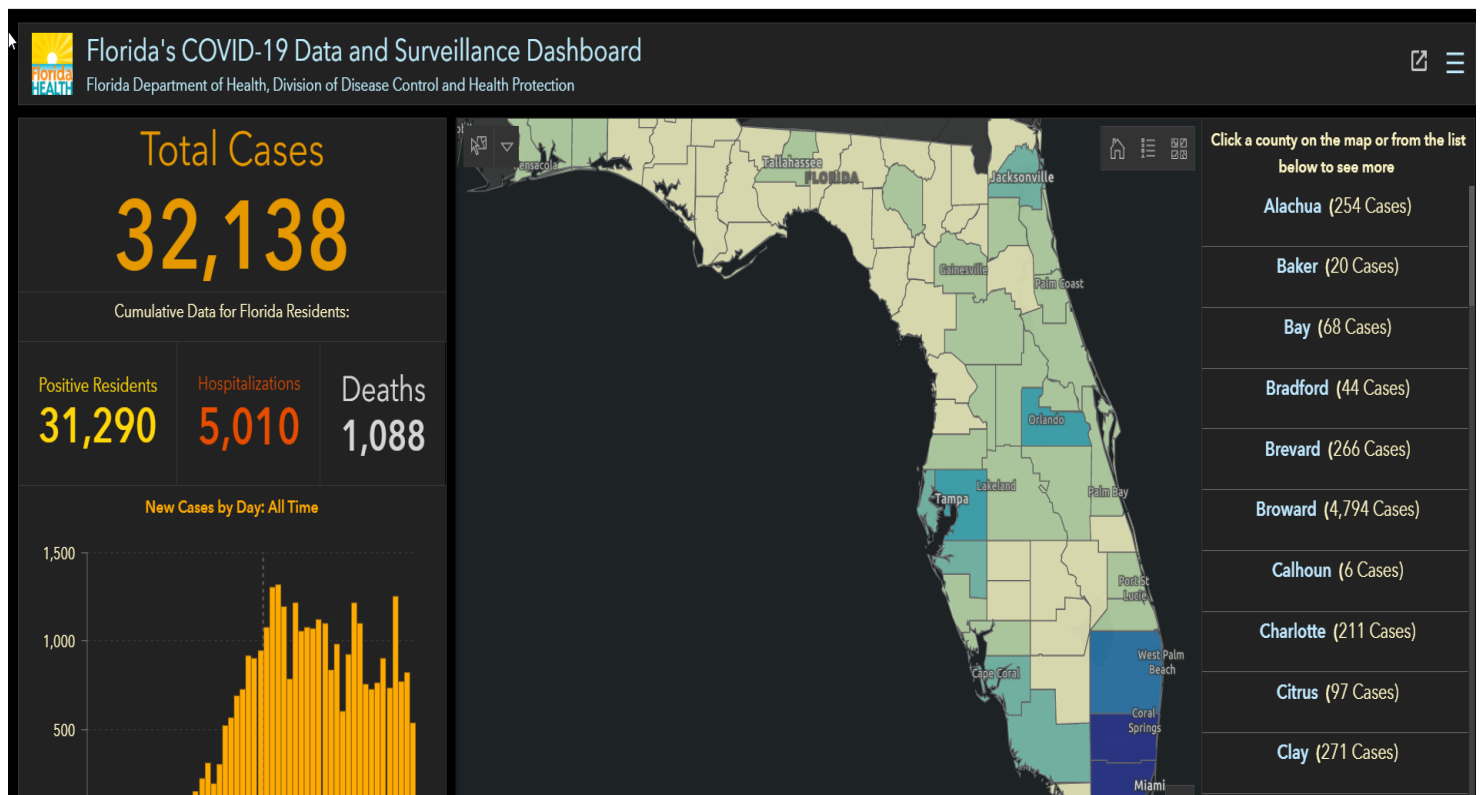 Florida's COVID-19 Data and Surveillance Dashboard
Florida HEALTH
Florida Department of Health, Division of Disease Control and Health Protection
Total Cases
32,138
Cumulative Data for Florida Residents:
Positive Residents
31,290
Hospitalizations
5,010
Deaths
1,088
New Cases by Day: All Time
1,500
1,000
500
ensacola
Tallahassee
FLORIDA
Jacksonville
Gainesville
Palm Coast
Orlando
Tampa
Lakeland
Palm Bay
Port St
Lucie
Cape Coral
West Palm
Beach
Coral
Springs
Miami
Click a county on the map or from the list
below to see more
Alachua (254 Cases)
Baker (20 Cases)
Bay (68 Cases)
Bradford (44 Cases)
Brevard (266 Cases)
Broward (4,794 Cases)
Calhoun (6 Cases)
Charlotte (211 Cases)
Citrus (97 Cases)
Clay (271 Cases)